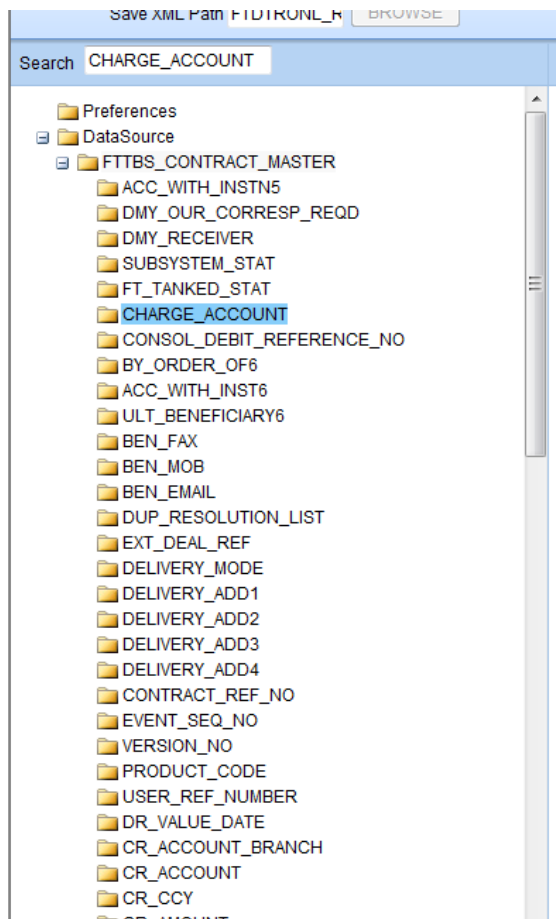 Save XML Path FTDTRONL_R BROWSE
Search CHARGE_ACCOUNT
Preferences
DataSource
FTTBS_CONTRACT_MASTER
ACC_WITH_INSTN5
DMY_OUR_CORRESP_REQD
DMY_RECEIVER
SUBSYSTEM_STAT
FT_TANKED_STAT
CHARGE_ACCOUNT
CONSOL_DEBIT_REFERENCE_NO
BY_ORDER_OF6
ACC_WITH_INST6
ULT_BENEFICIARY6
BEN_FAX
BEN_MOB
BEN_EMAIL
DUP_RESOLUTION_LIST
EXT_DEAL_REF
DELIVERY_MODE
DELIVERY_ADD1
DELIVERY_ADD2
DELIVERY_ADD3
DELIVERY_ADD4
CONTRACT_REF_NO
EVENT_SEQ_NO
VERSION_NO
PRODUCT_CODE
USER_REF_NUMBER
DR_VALUE_DATE
CR_ACCOUNT_BRANCH
CR_ACCOUNT
CR_CCY
CR_AMOUNT